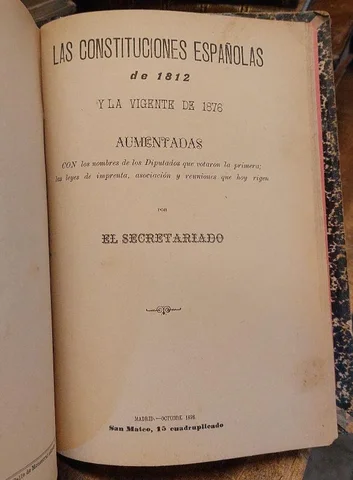 LAS CONSTITUCIONES ESPAÑOLAS
de 1812
Y LA VIGENTE DE 1876
AUMENTADAS
CON los nombres de los Diputados que votaron la primera;
las leyes de imprenta, asociación y reuniones que hoy rigen
POR
EL SECRETARIADO
MADRID.—OCTUBRE
San Mateo, 15 cuadruplicado